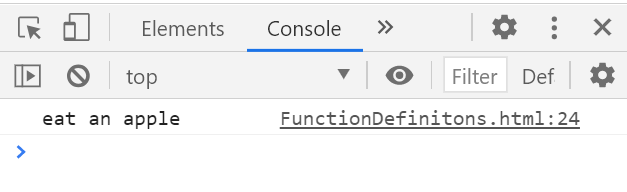 Elements Console
top Filter Def
eat an apple FunctionDefinitons.html:24